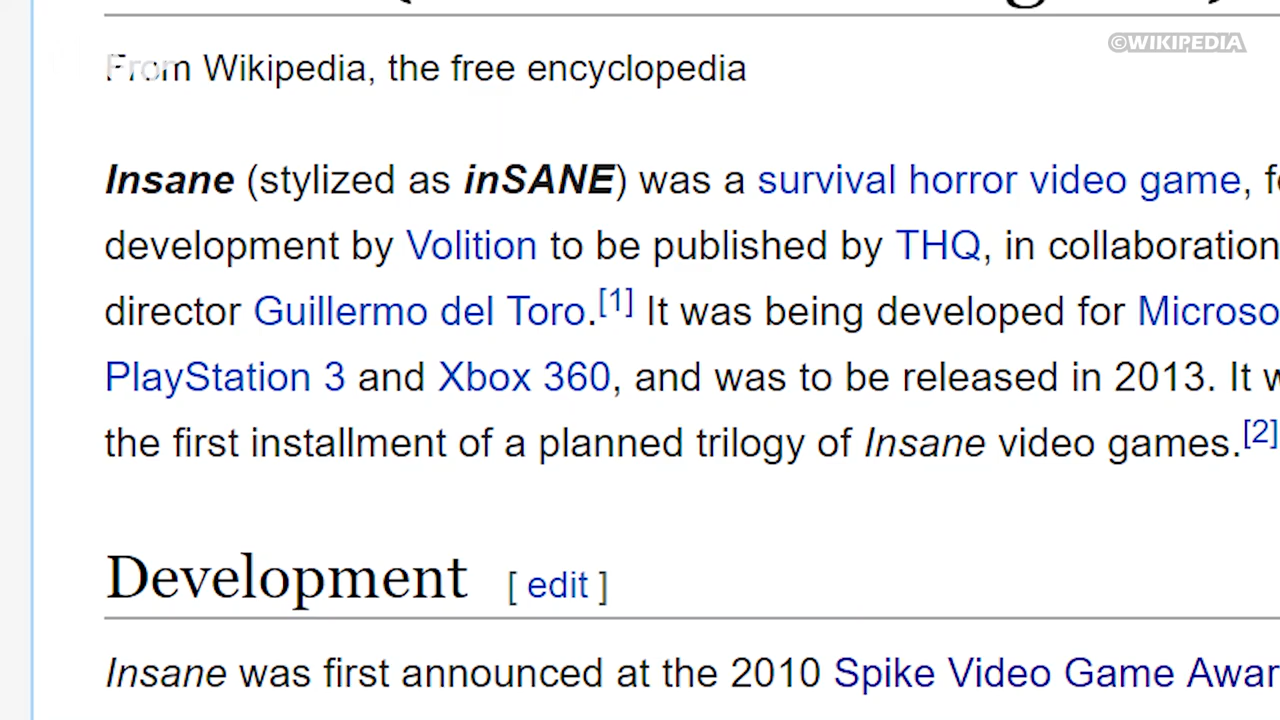 ©WIKIPEDIA
From Wikipedia, the free encyclopedia
Insane (stylized as inSANE) was a survival horror video game,
development by Volition to be published by THQ, in collaboration
director Guillermo del Toro.[1] It was being developed for
PlayStation 3 and Xbox 360, and was to be released in 2013. It
the first installment of a planned trilogy of Insane video games.[2]
Development [ edit ]
Insane was first announced at the 2010 Spike Video Game